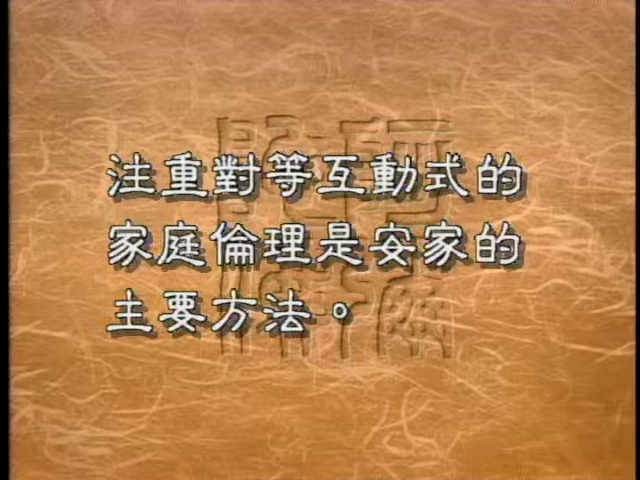 注重對等互動式的
家庭倫理是安家的
主要方法。